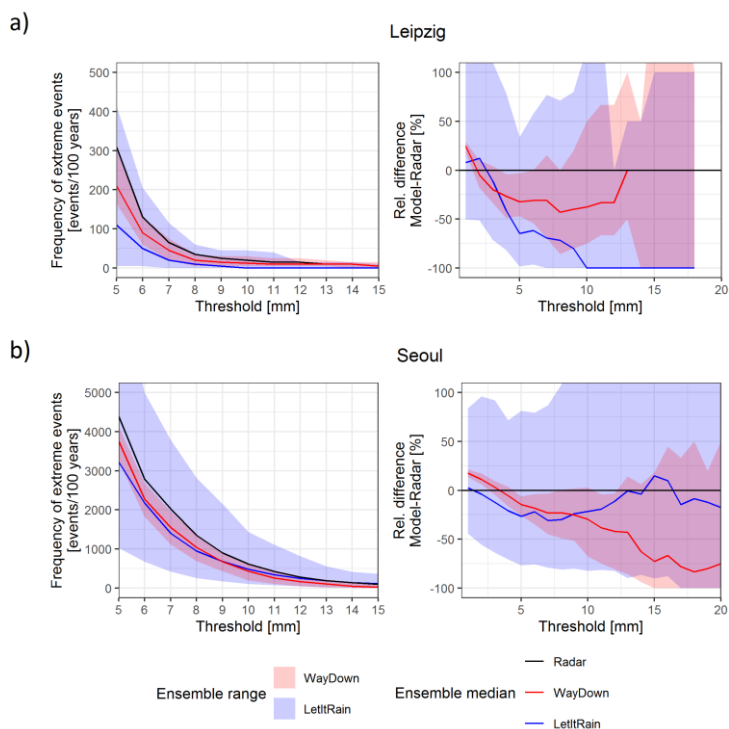 a)
Leipzig
Frequency of extreme events
[events/100 years]
500
400
300
200
100
0
5 6 7 8 9 10 11 12 13 14 15
Threshold [mm]
Rel. difference
Model-Radar [%]
100
50
0
-50
-100
5 10 15 20
Threshold [mm]
b)
Seoul
Frequency of extreme events
[events/100 years]
5000
4000
3000
2000
1000
0
5 6 7 8 9 10 11 12 13 14 15
Threshold [mm]
Rel. difference
Model-Radar [%]
100
50
0
-50
-100
5 10 15 20
Threshold [mm]
Ensemble range
WayDown
LetItRain
Ensemble median
Radar
WayDown
LetItRain